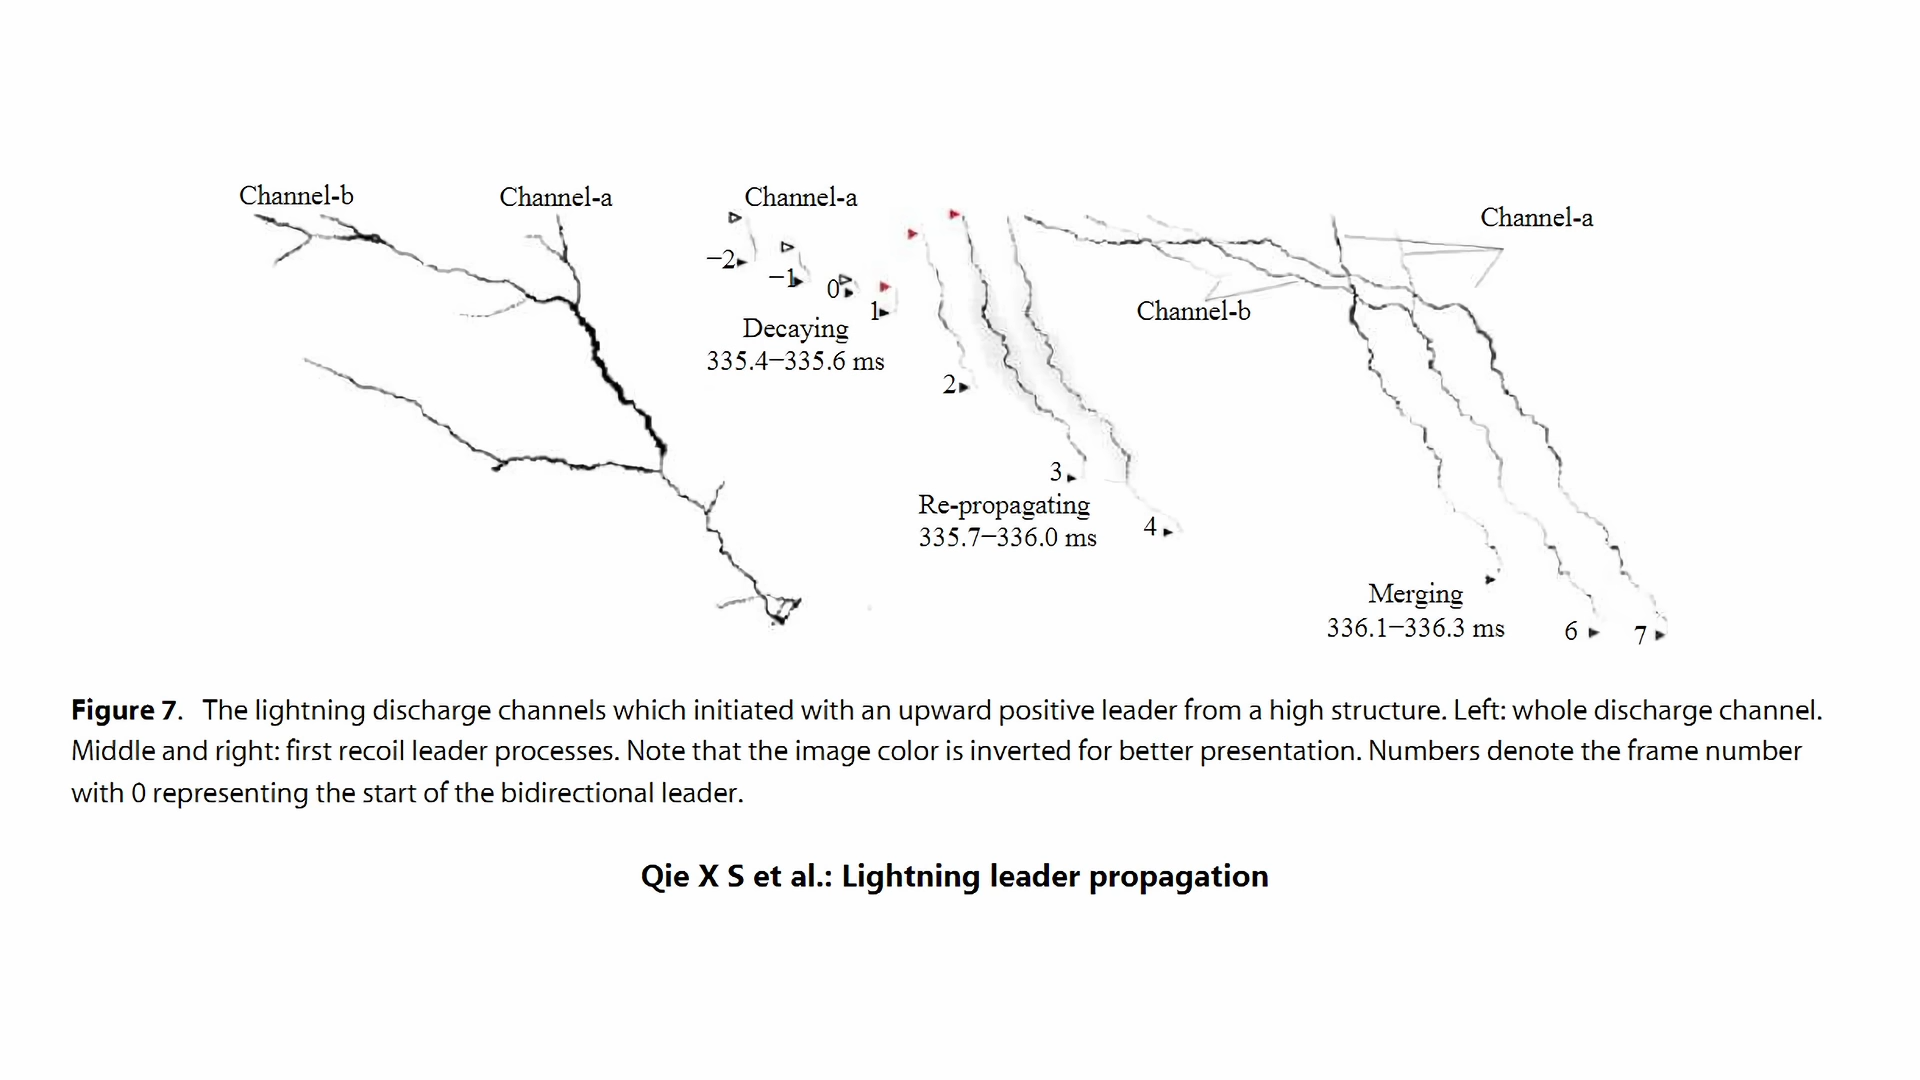 Channel-b
Channel-a
Channel-a
−2
−1
0
1
Decaying
335.4−335.6 ms
2
3
Re-propagating
335.7−336.0 ms
4
Channel-b
Channel-a
Merging
336.1−336.3 ms
6
7
Figure 7. The lightning discharge channels which initiated with an upward positive leader from a high structure. Left: whole discharge channel.
Middle and right: first recoil leader processes. Note that the image color is inverted for better presentation. Numbers denote the frame number
with 0 representing the start of the bidirectional leader.
Qie X S et al.: Lightning leader propagation